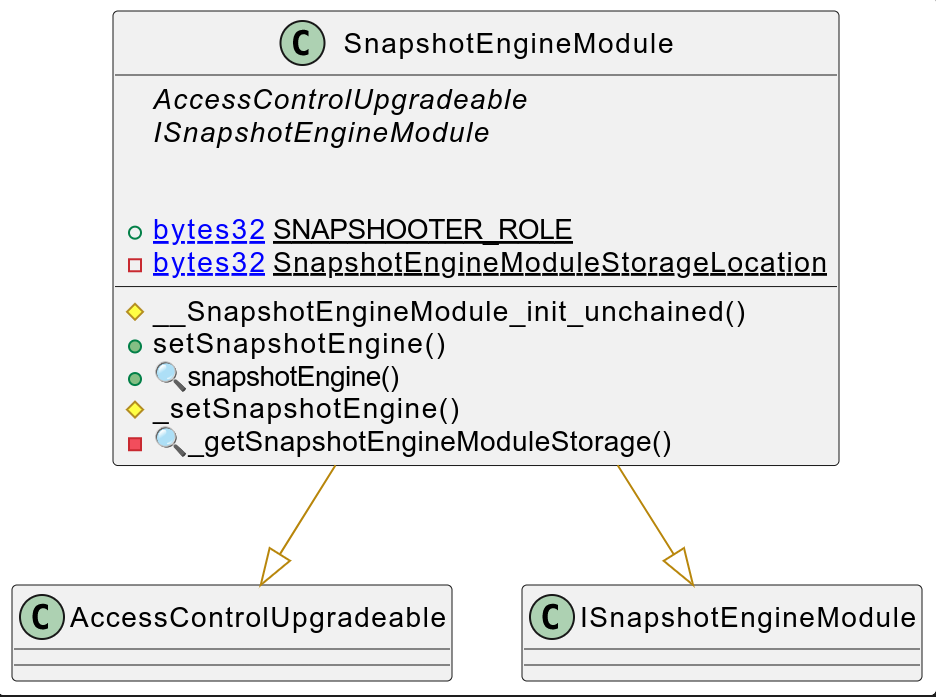 C SnapshotEngineModule
AccessControlUpgradeable
ISnapshotEngineModule
bytes32 SNAPSHOOTER_ROLE
bytes32 SnapshotEngineModuleStorageLocation
__SnapshotEngineModule_init_unchained()
setSnapshotEngine()
🔍snapshotEngine()
_setSnapshotEngine()
🔍_getSnapshotEngineModuleStorage()
C AccessControlUpgradeable
C ISnapshotEngineModule